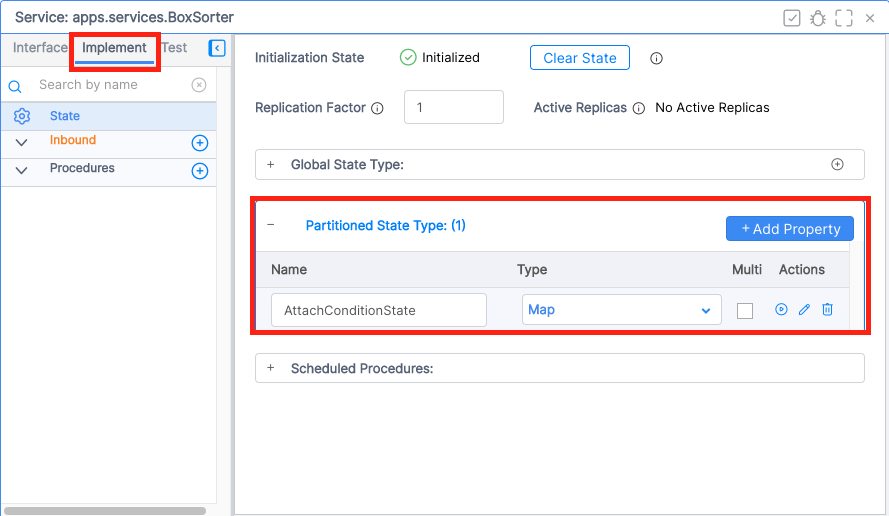 Service: apps.services.BoxSorter
Interface Implement Test
Search by name
State
Inbound
Procedures
Initialization State Initialized Clear State
Replication Factor 1 Active Replicas No Active Replicas
+ Global State Type:
− Partitioned State Type: (1) + Add Property
Name Type Multi Actions
AttachConditionState Map
+ Scheduled Procedures: